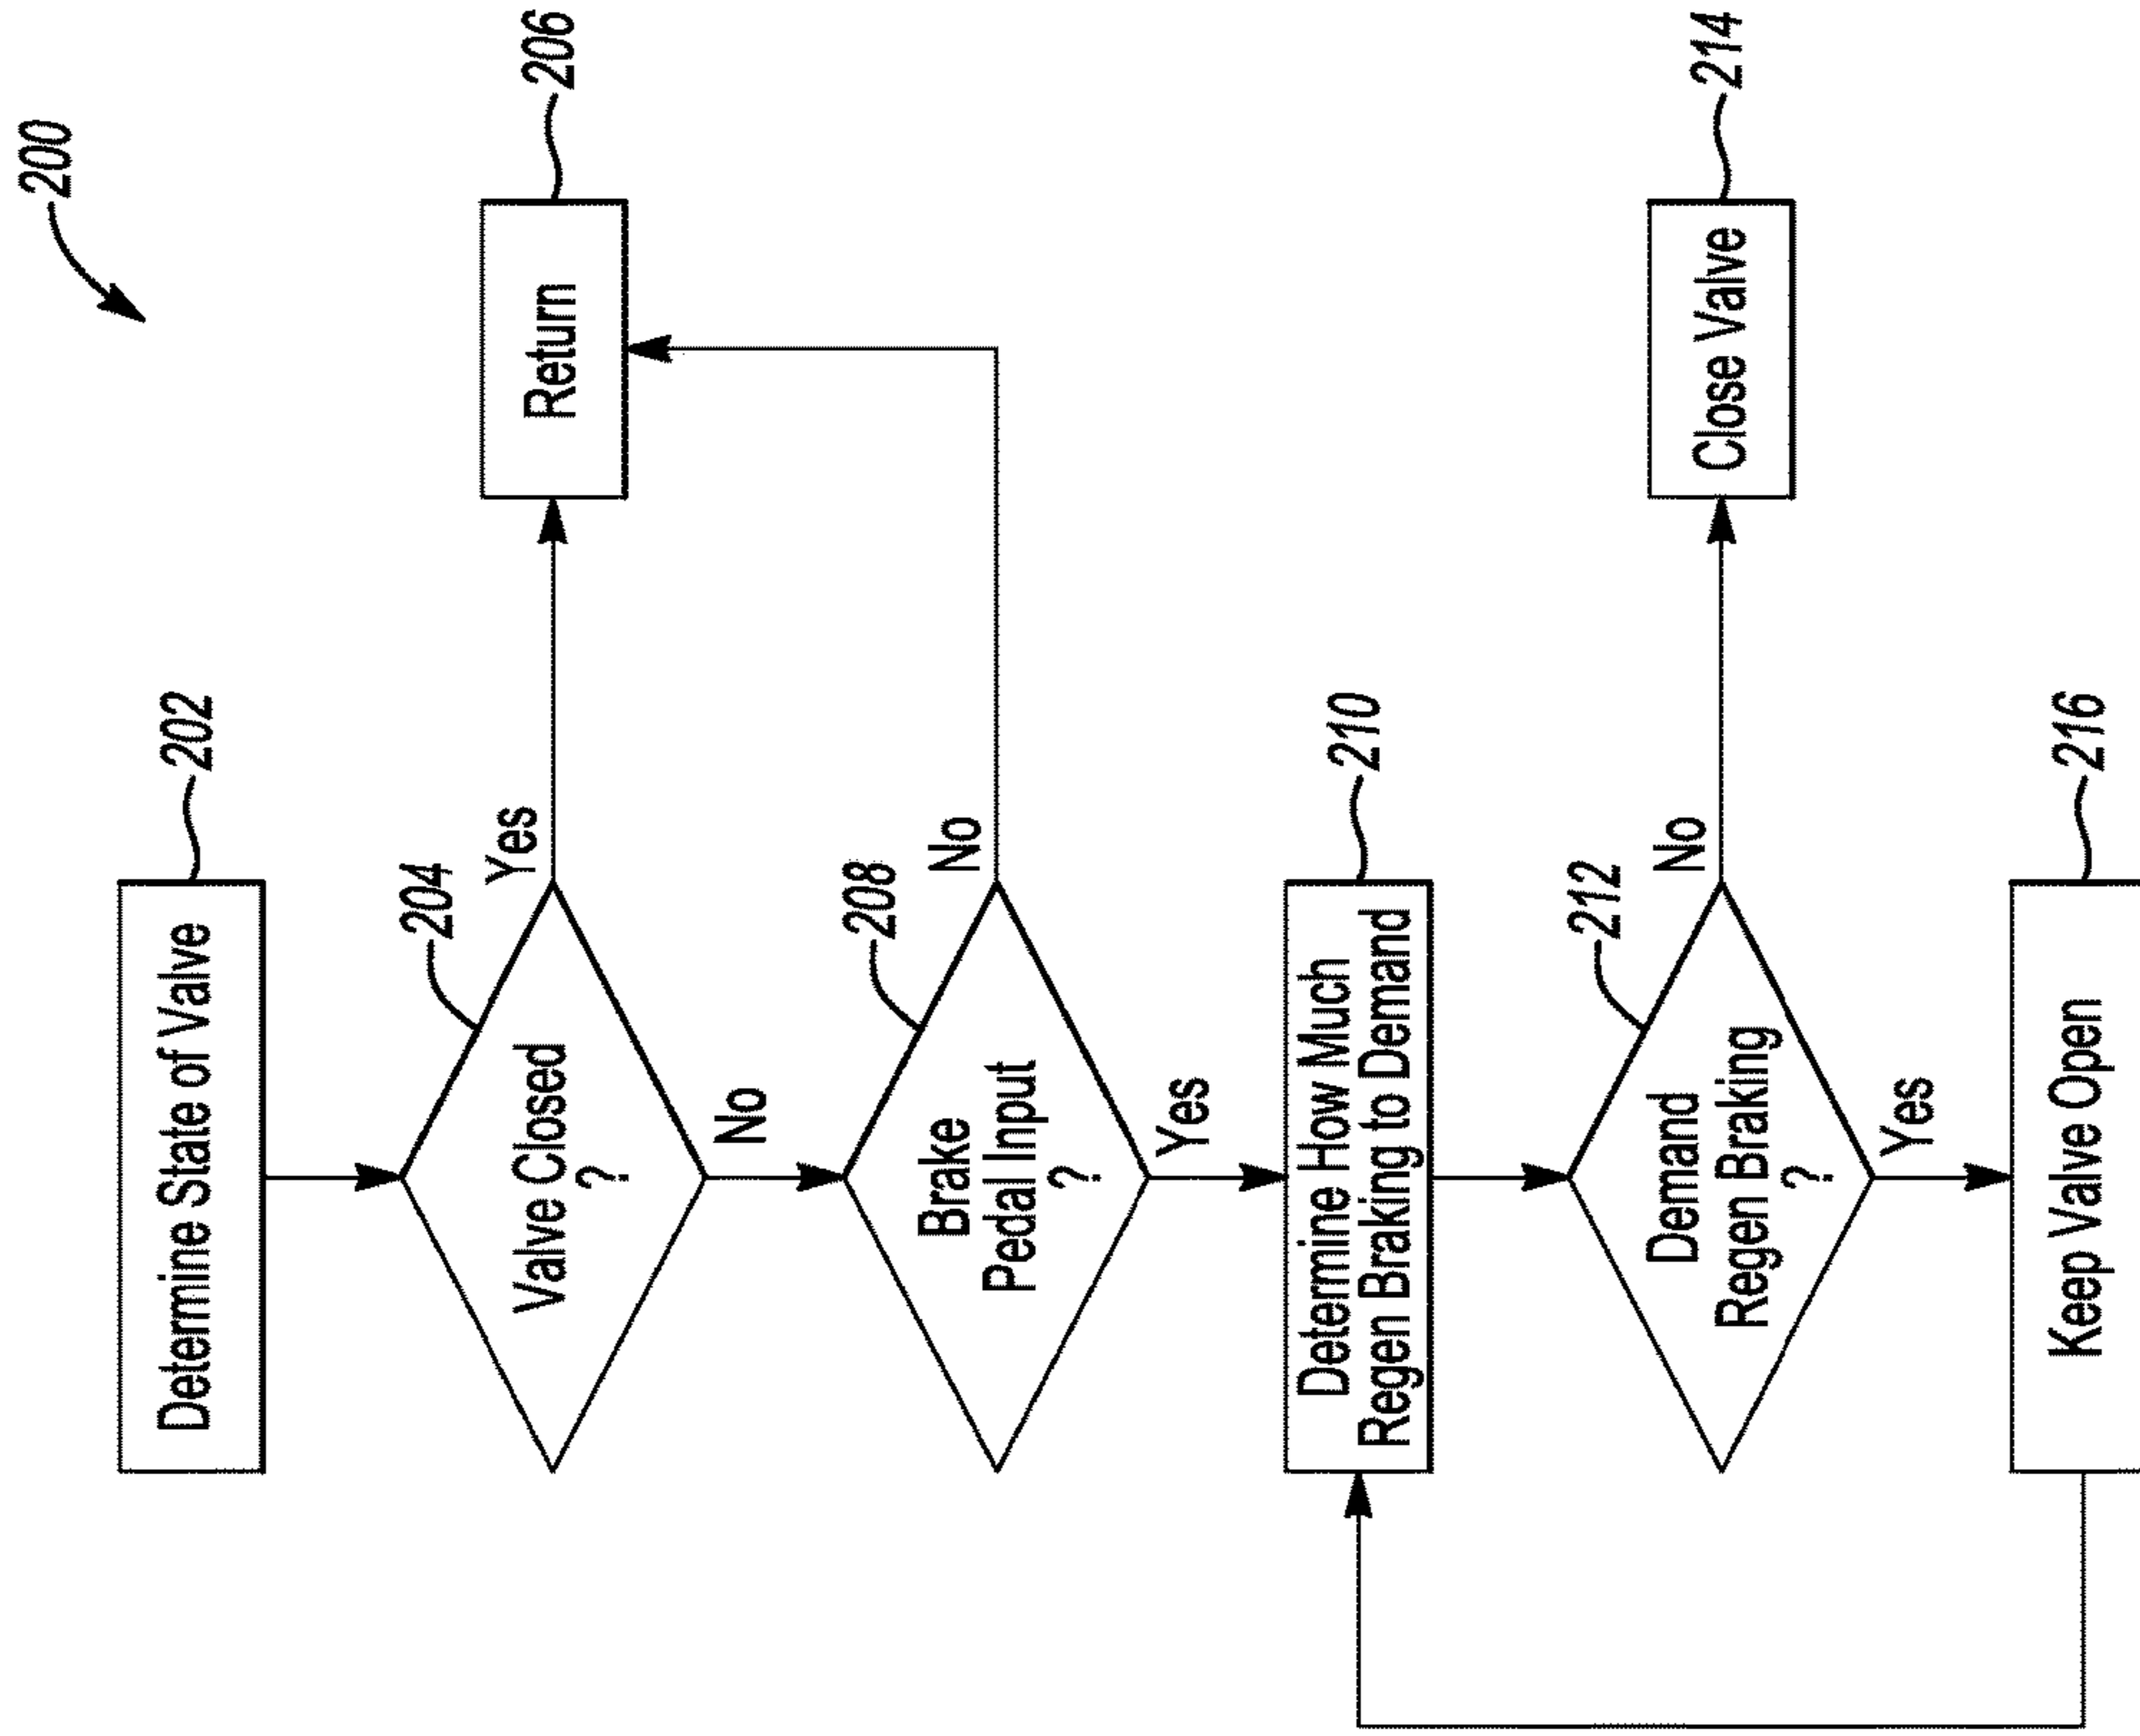 200
Determine State of Valve
202
204
Valve Closed
?
Yes
Return
206
No
208
Brake
Pedal Input
?
No
Yes
Determine How Much
Regen Braking to Demand
210
212
Demand
Regen Braking
?
No
Close Valve
214
Yes
Keep Valve Open
216